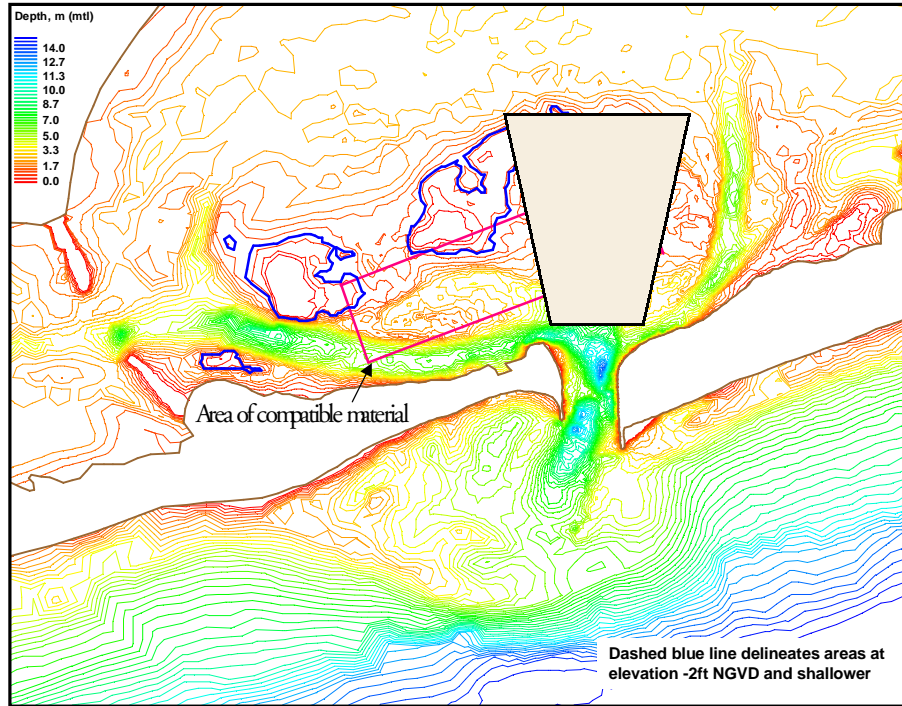 Depth, m (mtl)
14.0
12.7
11.3
10.0
8.7
7.0
5.0
3.3
1.7
0.0
Area of compatible material
Dashed blue line delineates areas at
elevation -2ft NGVD and shallower